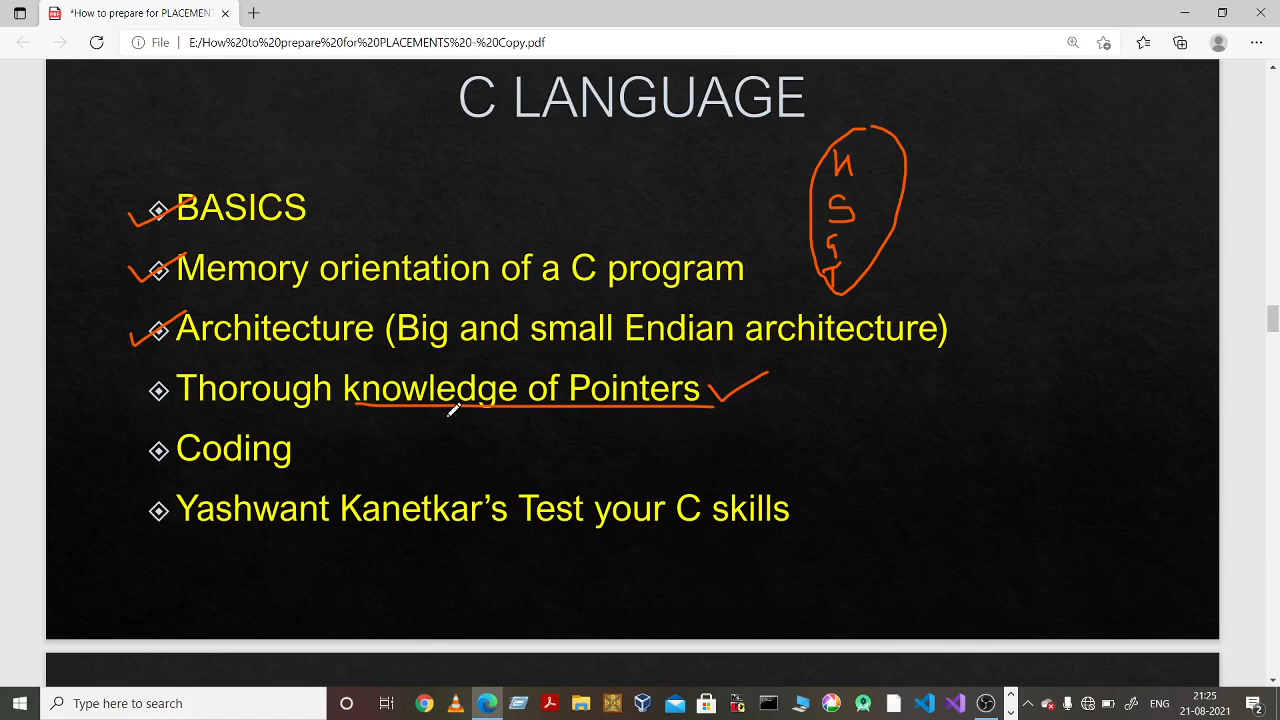 *How to prepare for PLACEMENT
File
E:/How%20to%20prepare%20for%20PLACEMENTS%20-%20Copy.pdf
C LANGUAGE
H
S
G
T
BASICS
Memory orientation of a C program
Architecture (Big and small Endian architecture)
Thorough knowledge of Pointers
Coding
Yashwant Kanetkar’s Test your C skills
Type here to search
ENG
21:25
21-08-2021
2